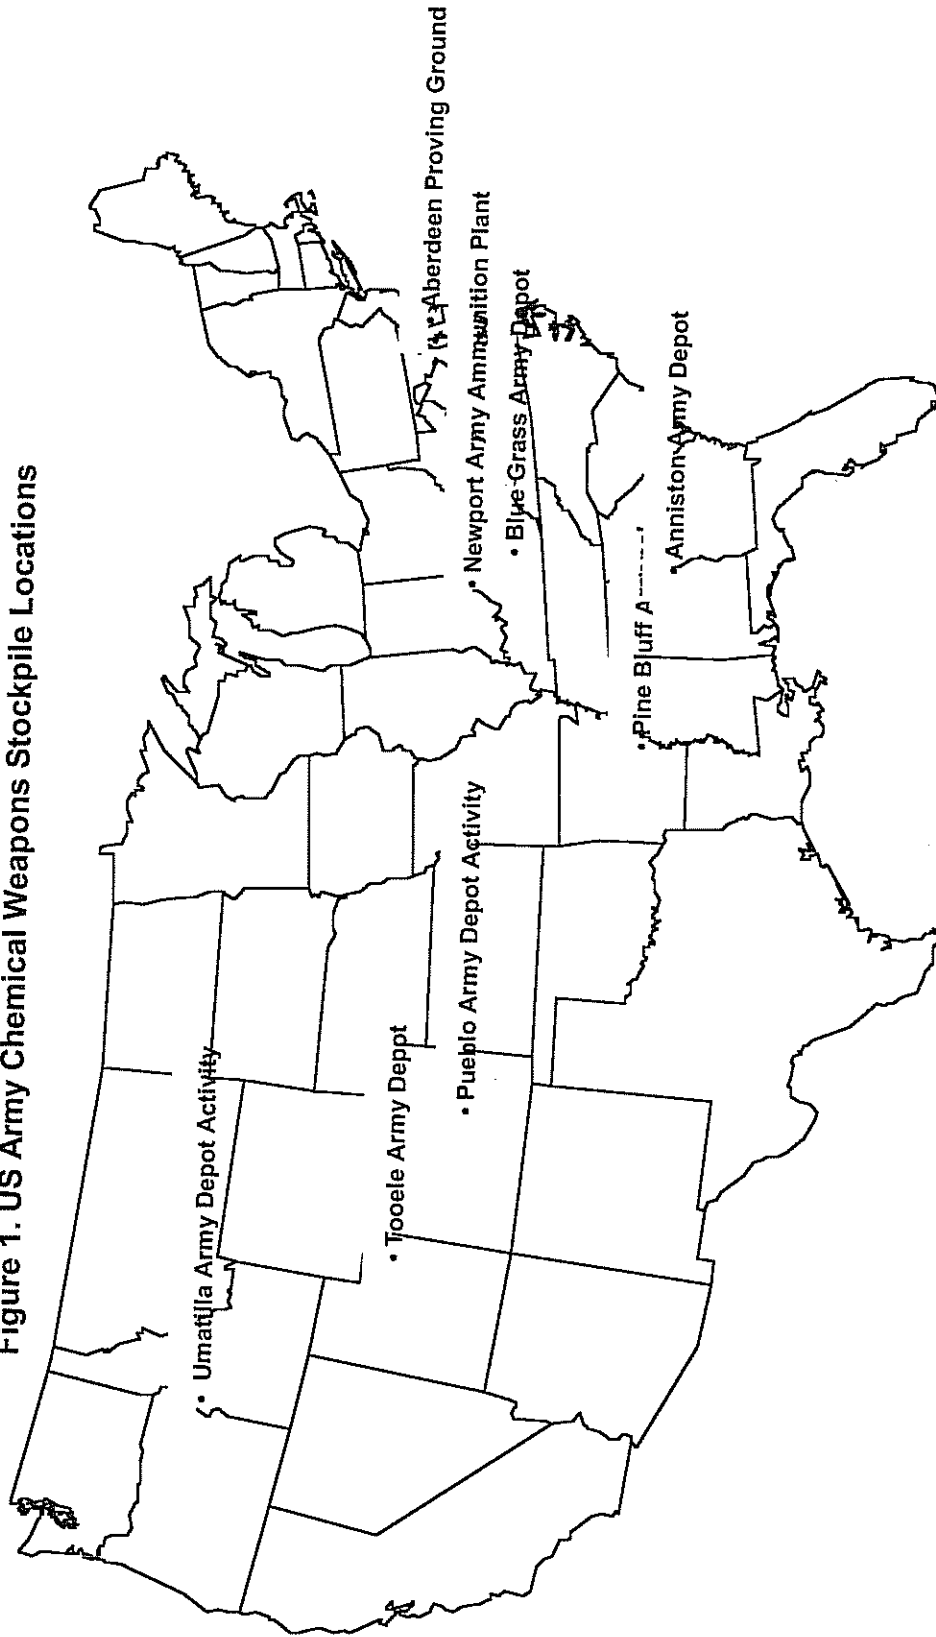 Figure 1. US Army Chemical Weapons Stockpile Locations
Umatilla Army Depot Activity
Tooele Army Depot
Pueblo Army Depot Activity
Aberdeen Proving Ground
Newport Army Ammunition Plant
Blue Grass Army Depot
Pine Bluff
Anniston Army Depot